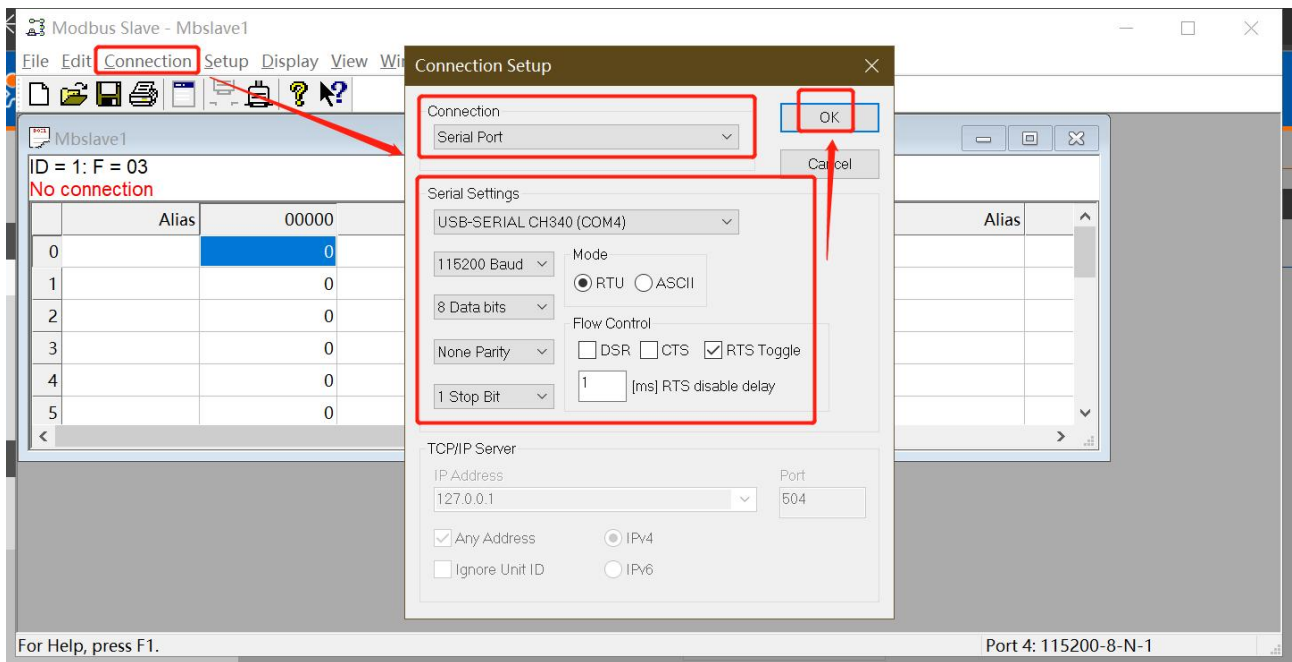 Modbus Slave - Mbslave1
File Edit Connection Setup Display View
Connection Setup
Connection
Serial Port
OK
Cancel
Mbslave1
ID = 1: F = 03
No connection
Alias 00000 Alias
0 0
1 0
2 0
3 0
4 0
5 0
Serial Settings
USB-SERIAL CH340 (COM4)
115200 Baud
Mode
RTU ASCII
8 Data bits
Flow Control
None Parity
DSR CTS RTS Toggle
1 [ms] RTS disable delay
1 Stop Bit
TCP/IP Server
IP Address Port
127.0.0.1 504
Any Address IPv4
Ignore Unit ID IPv6
For Help, press F1. Port 4: 115200-8-N-1